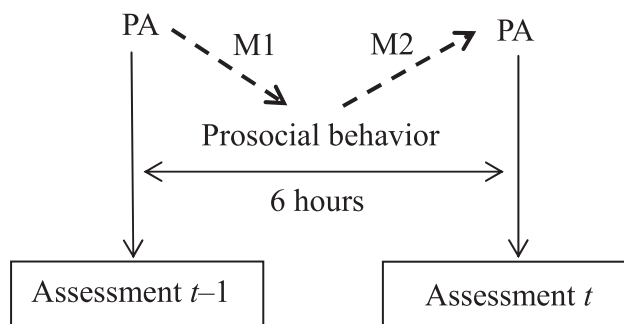 PA
PA
M1
M2
Prosocial behavior
6 hours
Assessment t–1
Assessment t